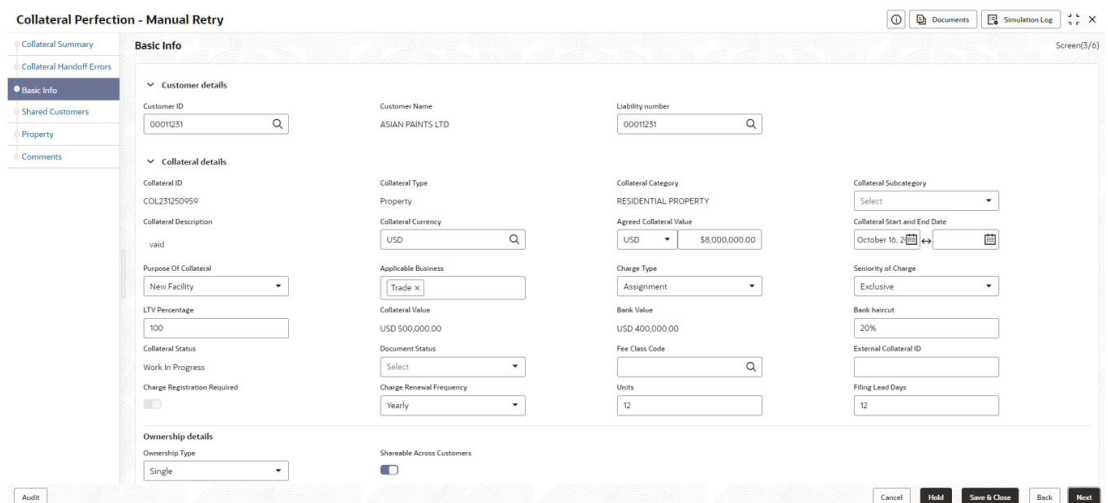 Collateral Perfection - Manual Retry
Documents
Simulation Log
Collateral Summary
Collateral Handoff Errors
Basic Info
Shared Customers
Property
Comments
Basic Info
Screen(3/6)
Customer details
Customer ID
Customer Name
Liability number
00011231
ASIAN PAINTS LTD
00011231
Collateral details
Collateral ID
Collateral Type
Collateral Category
Collateral Subcategory
COL231250959
Property
RESIDENTIAL PROPERTY
Select
Collateral Description
Collateral Currency
Agreed Collateral Value
Collateral Start and End Date
vaid
USD
USD
$8,000,000.00
October 16, 2
Purpose Of Collateral
Applicable Business
Charge Type
Seniority of Charge
New Facility
Trade ×
Assignment
Exclusive
LTV Percentage
Collateral Value
Bank Value
Bank haircut
100
USD 500,000.00
USD 400,000.00
20%
Collateral Status
Document Status
Fee Class Code
External Collateral ID
Work In Progress
Select
Charge Registration Required
Charge Renewal Frequency
Units
Filing Lead Days
Yearly
12
12
Ownership details
Ownership Type
Shareable Across Customers
Single
Audit
Cancel
Hold
Save & Close
Back
Next